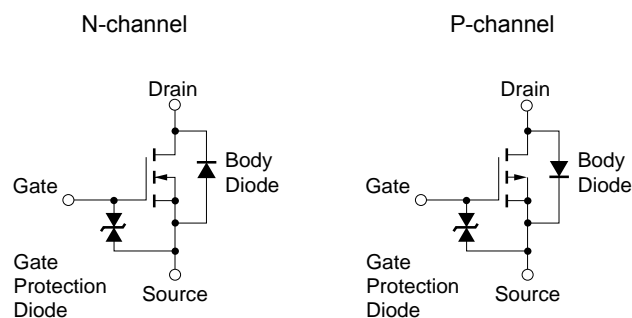 N-channel
Drain
Body
Diode
Gate
Gate
Protection
Diode
Source
P-channel
Drain
Body
Diode
Gate
Gate
Protection
Diode
Source